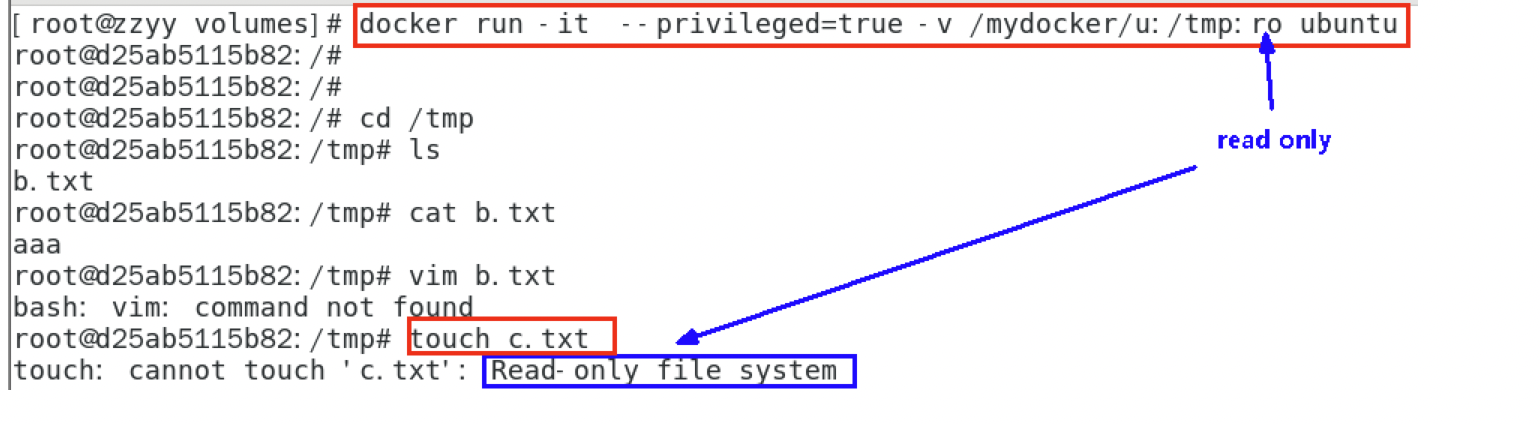 [root@zzyy volumes]# docker run -it --privileged=true -v /mydocker/u:/tmp:ro ubuntu
root@d25ab5115b82:/#
root@d25ab5115b82:/#
root@d25ab5115b82:/# cd /tmp
root@d25ab5115b82:/tmp# ls
read only
b.txt
root@d25ab5115b82:/tmp# cat b.txt
aaa
root@d25ab5115b82:/tmp# vim b.txt
bash: vim: command not found
root@d25ab5115b82:/tmp# touch c.txt
touch: cannot touch 'c.txt': Read-only file system